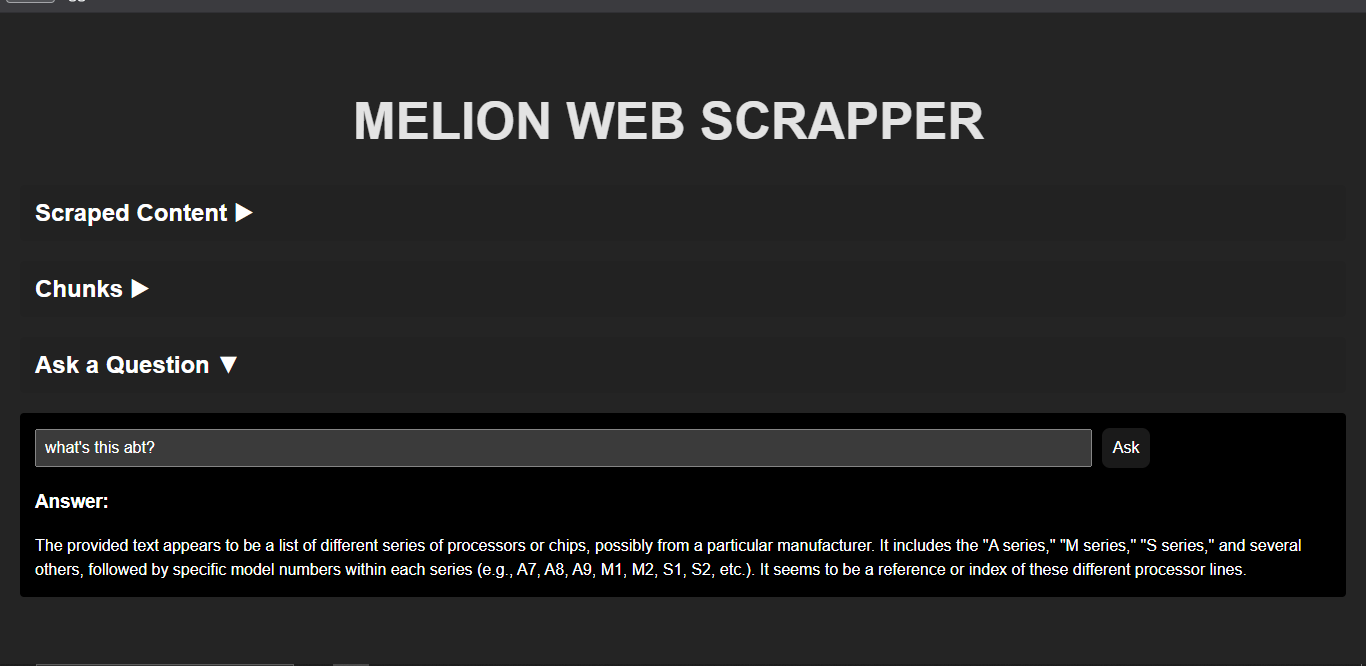 MELION WEB SCRAPPER
Scraped Content ▶
Chunks ▶
Ask a Question ▼
what's this abt?
Ask
Answer:
The provided text appears to be a list of different series of processors or chips, possibly from a particular manufacturer. It includes the "A series," "M series," "S series," and several
others, followed by specific model numbers within each series (e.g., A7, A8, A9, M1, M2, S1, S2, etc.). It seems to be a reference or index of these different processor lines.